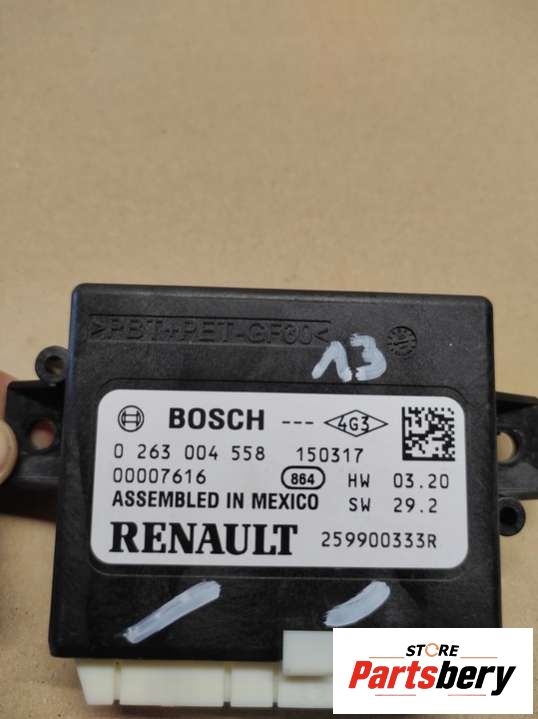 >PBT+PET-GF30<
13
BOSCH --- 4G3
0 263 004 558 150317
00007616 864 HW 03.20
ASSEMBLED IN MEXICO SW 29.2
RENAULT 259900333R
STORE
Partsbery